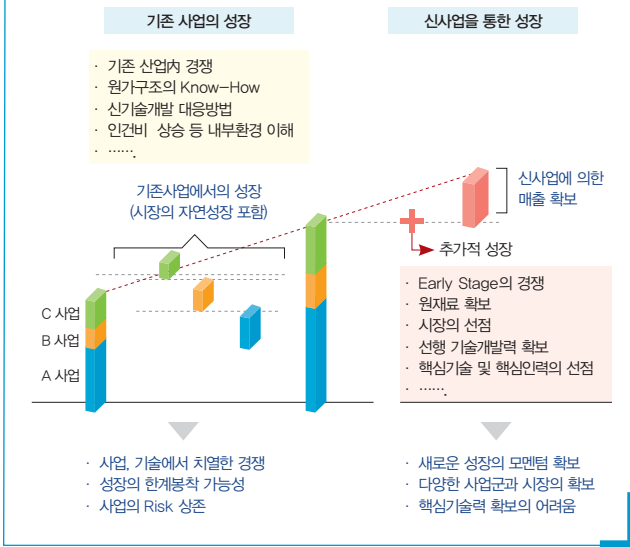 기존 사업의 성장
신사업을 통한 성장
· 기존 산업內 경쟁
· 원가구조의 Know-How
· 신기술개발 대응방법
· 인건비 상승 등 내부환경 이해
· …….
기존사업에서의 성장
(시장의 자연성장 포함)
신사업에 의한
매출 확보
추가적 성장
C 사업
B 사업
A 사업
· Early Stage의 경쟁
· 원재료 확보
· 시장의 선점
· 선행 기술개발력 확보
· 핵심기술 및 핵심인력의 선점
· …….
· 사업, 기술에서 치열한 경쟁
· 성장의 한계봉착 가능성
· 사업의 Risk 상존
· 새로운 성장의 모멘텀 확보
· 다양한 사업군과 시장의 확보
· 핵심기술력 확보의 어려움